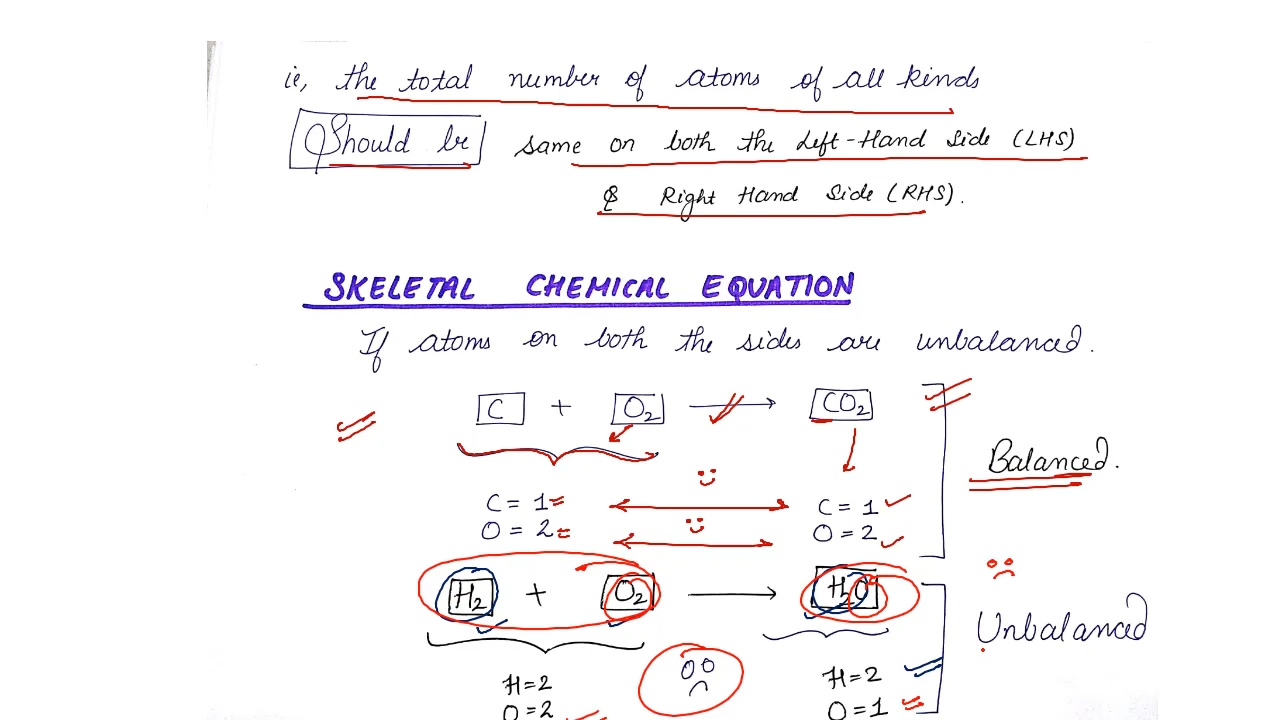 ie, the total number of atoms of all kinds
Should be same on both the Left-Hand Side (LHS)
& Right Hand Side (RHS).
SKELETAL CHEMICAL EQUATION
If atoms on both the sides are unbalanced.
C + O₂ → CO₂
Balanced.
C = 1 C = 1
O = 2 O = 2
H₂ + O₂ → H₂O
Unbalanced
H=2 H=2
O=2 O=1